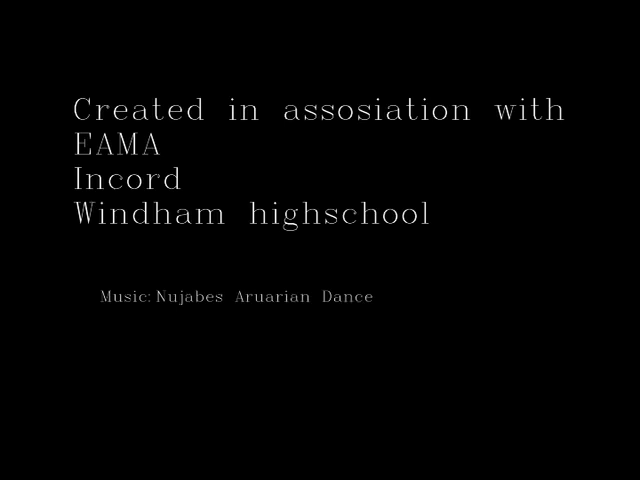 Created in assosiation with
EAMA
Incord
Windham highschool
Music: Nujabes Aruarian Dance